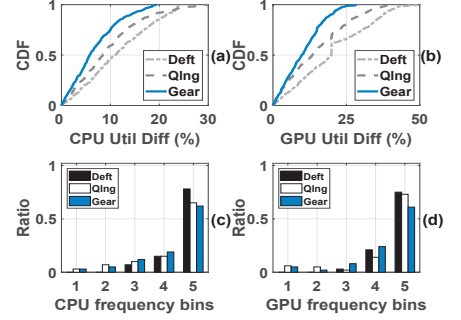 1
CDF
0.5
0
(a)
Deft
QIng
Gear
0 10 20 30
CPU Util Diff (%)
1
CDF
0.5
0
(b)
Deft
QIng
Gear
0 25 50
GPU Util Diff (%)
1
Ratio
0.5
0
Deft
QIng
Gear
(c)
1 2 3 4 5
CPU frequency bins
1
Ratio
0.5
0
Deft
QIng
Gear
(d)
1 2 3 4 5
GPU frequency bins